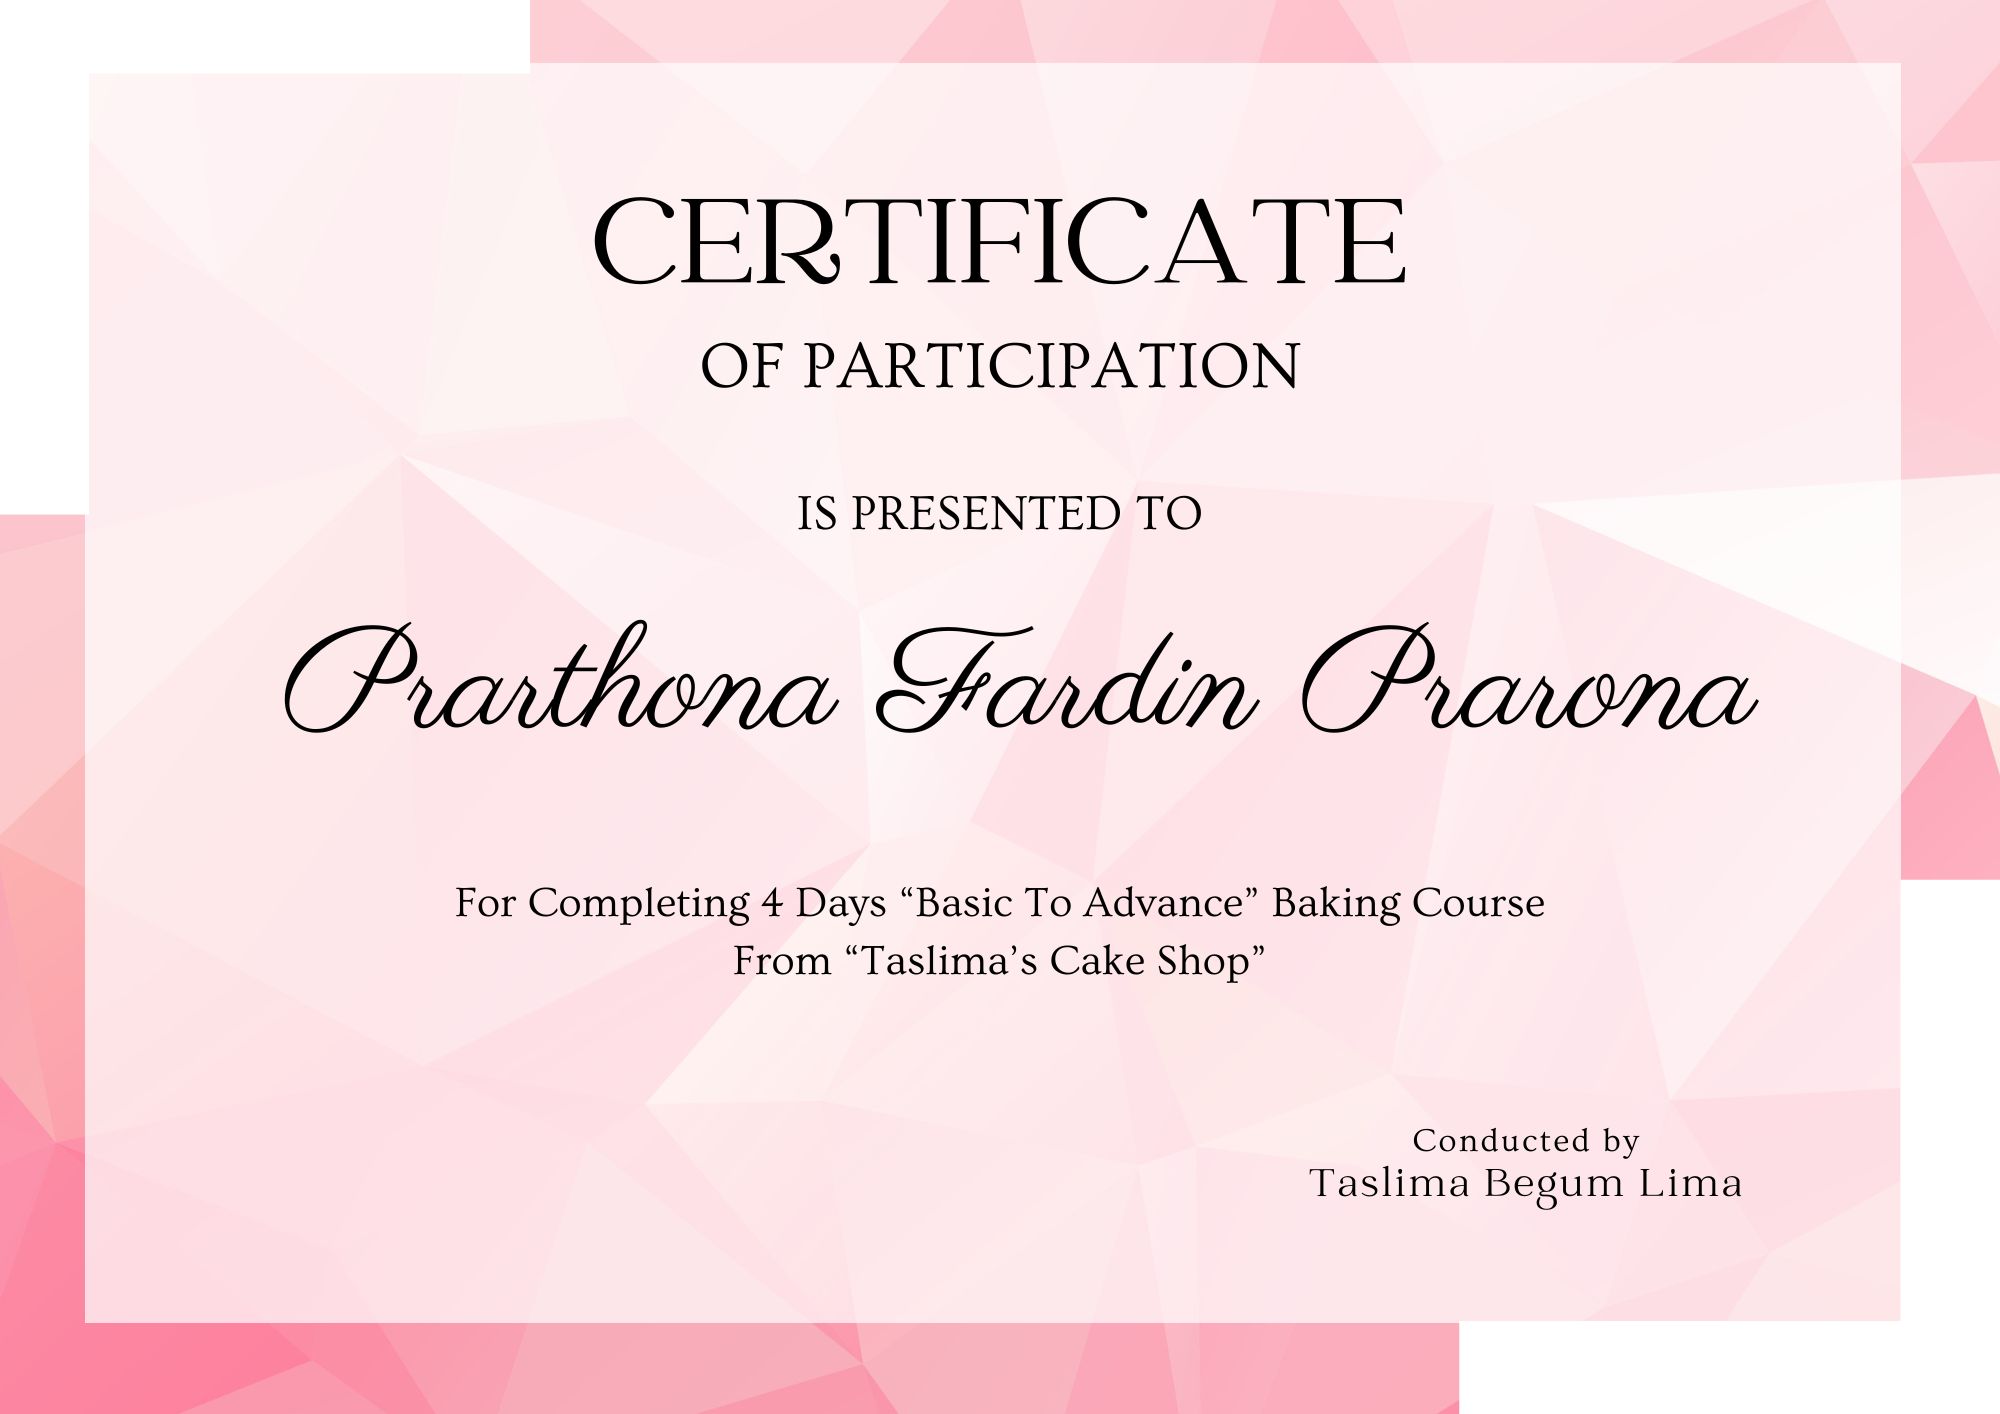 CERTIFICATE
OF PARTICIPATION
IS PRESENTED TO
Prarthona Fardin Prarona
For Completing 4 Days “Basic To Advance” Baking Course
From “Taslima’s Cake Shop”
Conducted by
Taslima Begum Lima